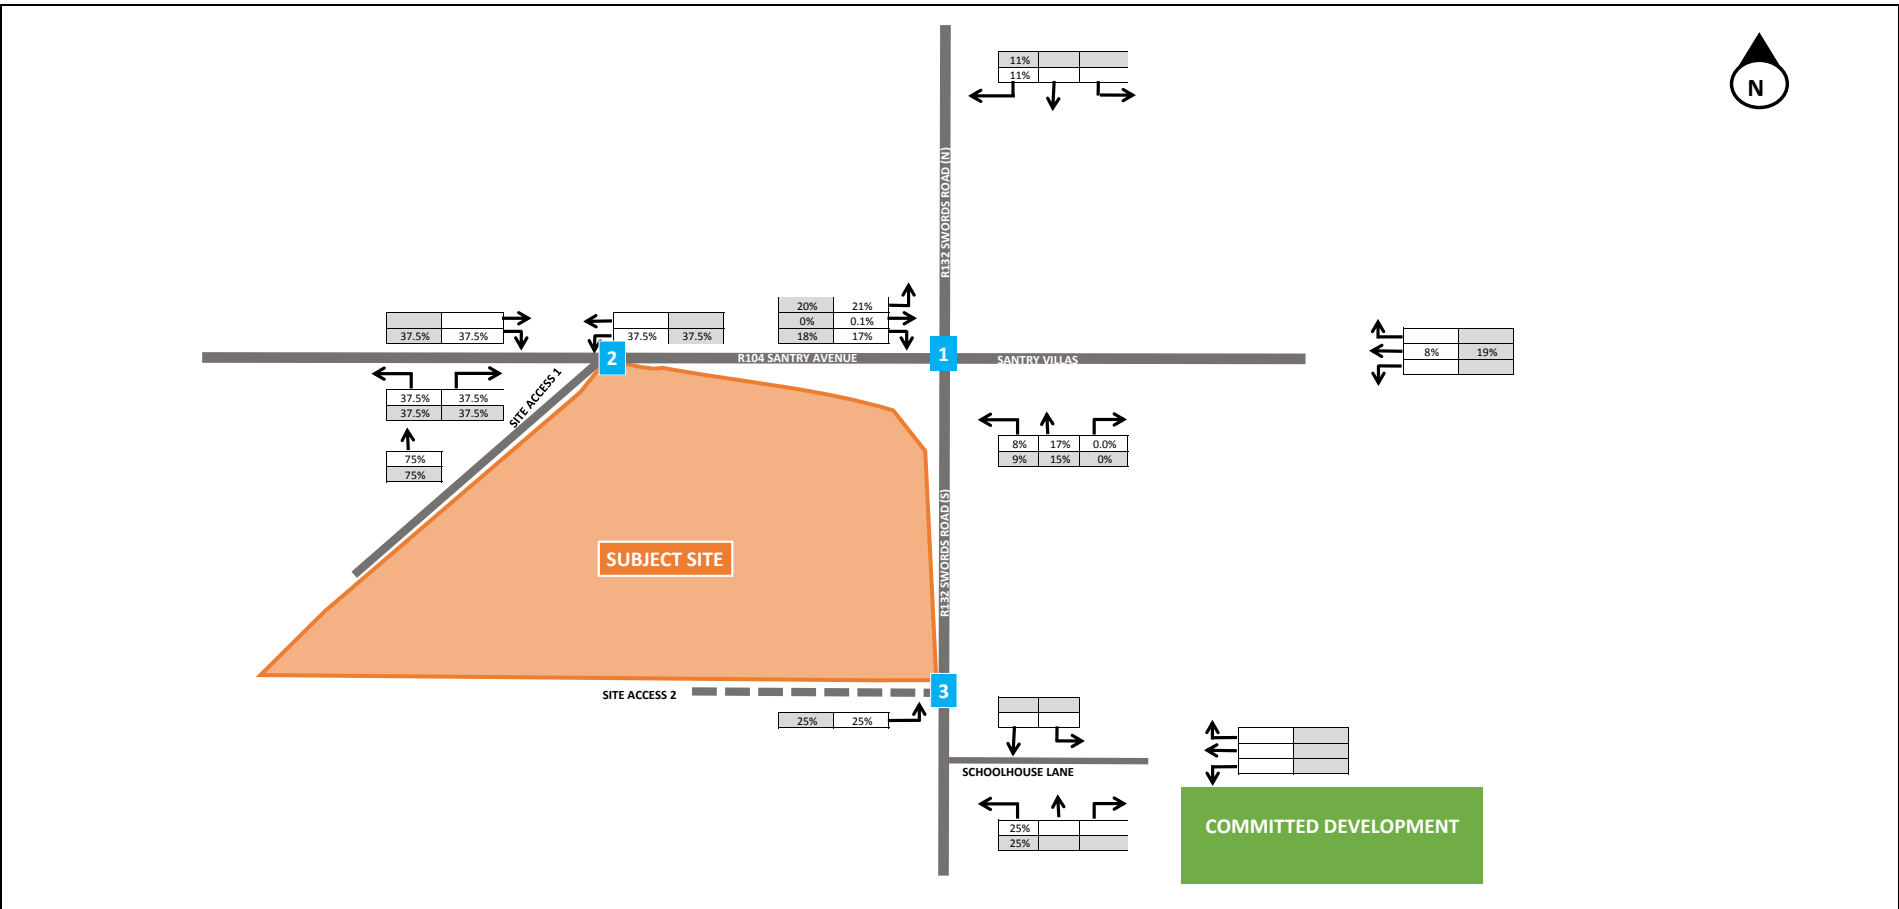 N
11%
11%
R132 SWORDS ROAD (N)
20% 21%
0% 0.1%
18% 17%
37.5% 37.5%
37.5% 37.5%
2
1
R104 SANTRY AVENUE
SANTRY VILLAS
8% 19%
37.5% 37.5%
37.5% 37.5%
SITE ACCESS 1
75%
75%
8% 17% 0.0%
9% 15% 0%
R132 SWORDS ROAD (S)
SUBJECT SITE
3
SITE ACCESS 2
25% 25%
SCHOOLHOUSE LANE
25%
25%
COMMITTED DEVELOPMENT